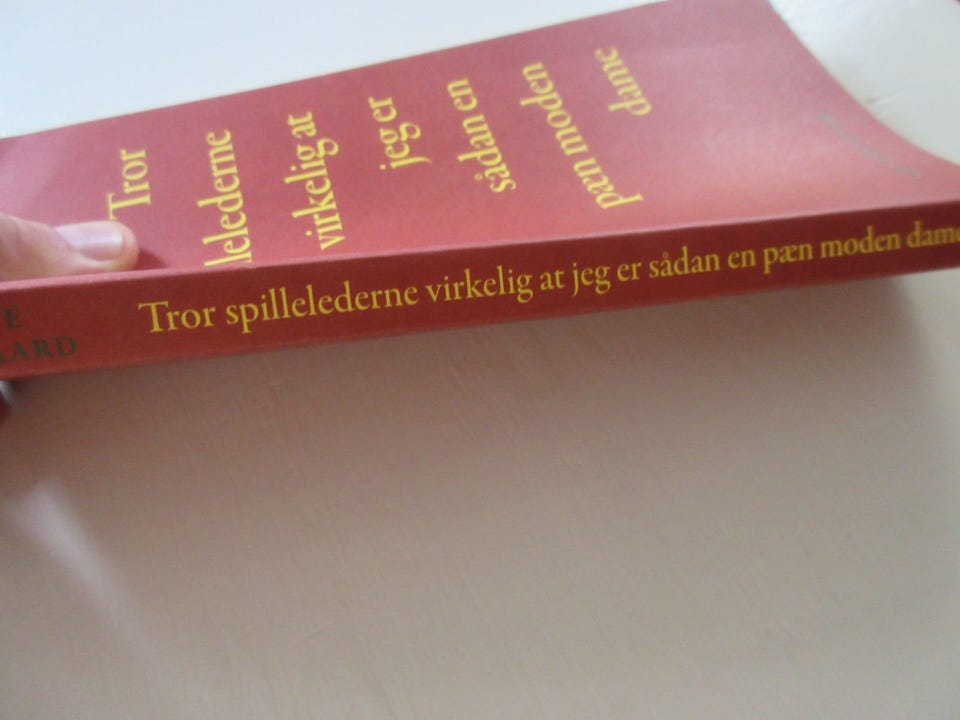 Tror
lelederne
virkelig at
jeg er
sådan en
pæn moden
dame
Tror spillelederne virkelig at jeg er sådan en pæn moden dame